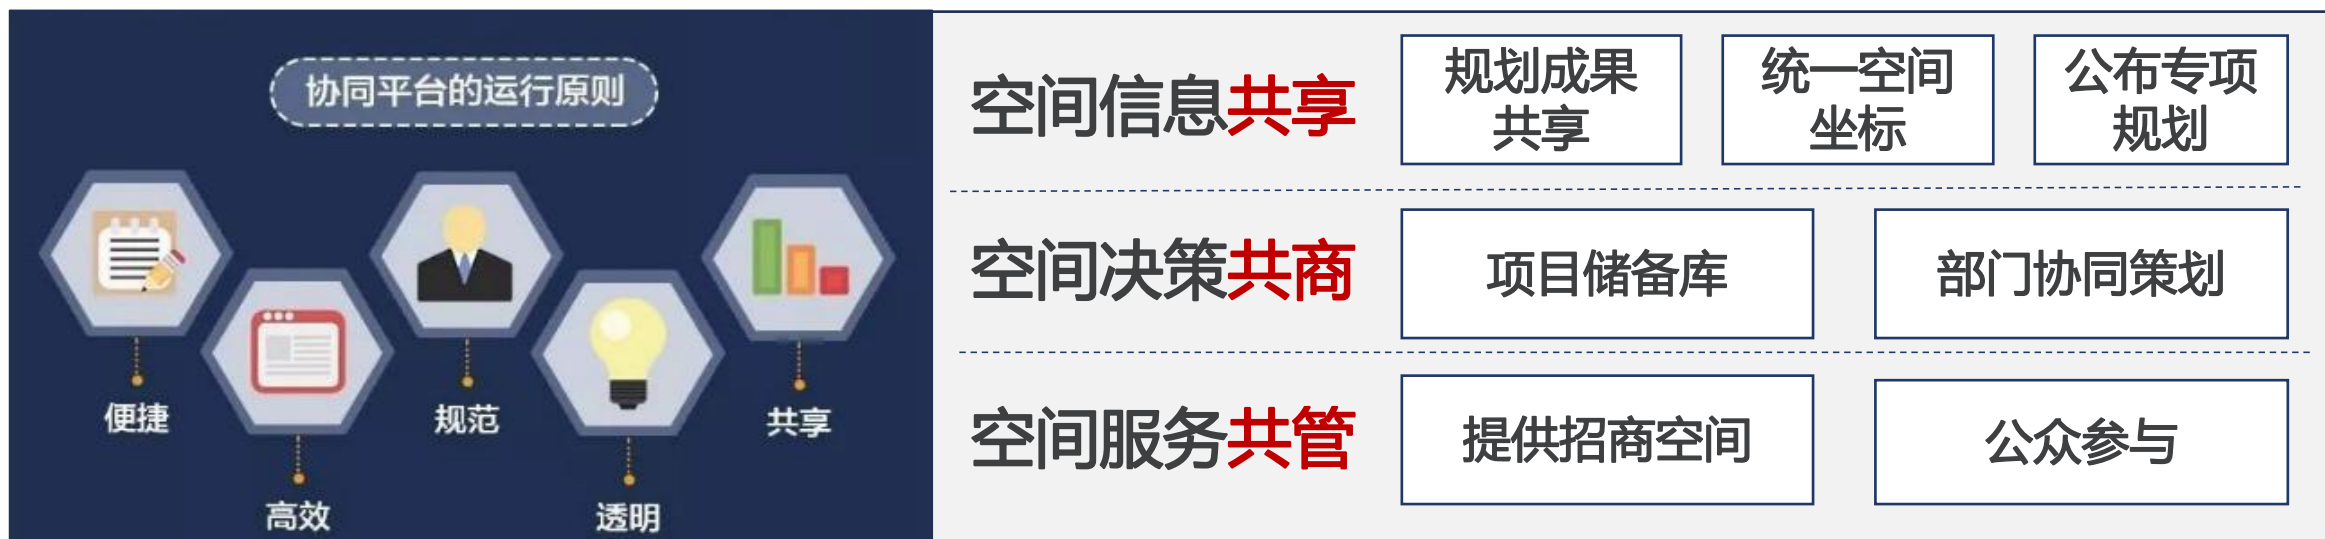 协同平台的运行原则
便捷
高效
规范
透明
共享
空间信息共享
规划成果
共享
统一空间
坐标
公布专项
规划
空间决策共商
项目储备库
部门协同策划
空间服务共管
提供招商空间
公众参与